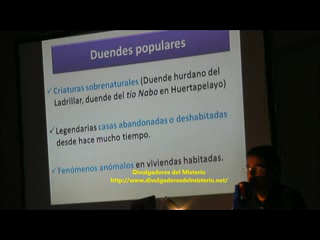 Duendes populares
✓Criaturas sobrenaturales (Duende hurdano del
Ladrillar, duende del tío Nabo en Huertapelayo)
✓Legendarias casas abandonadas o deshabitadas
desde hace mucho tiempo.
✓Fenómenos anómalos en viviendas habitadas.
Divulgadores del Misterio
http://www.divulgadoresdelmisterio.net/